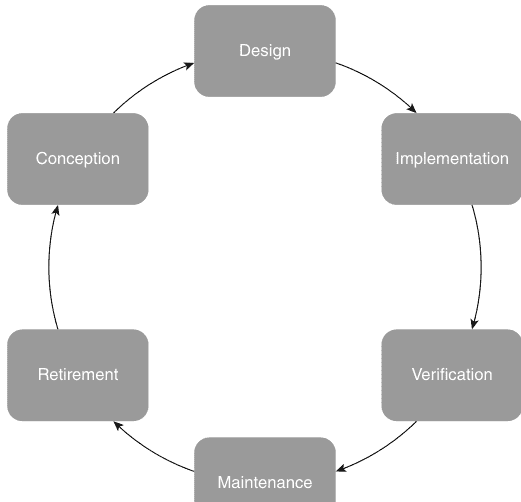 Design
Conception
Implementation
Retirement
Verification
Maintenance